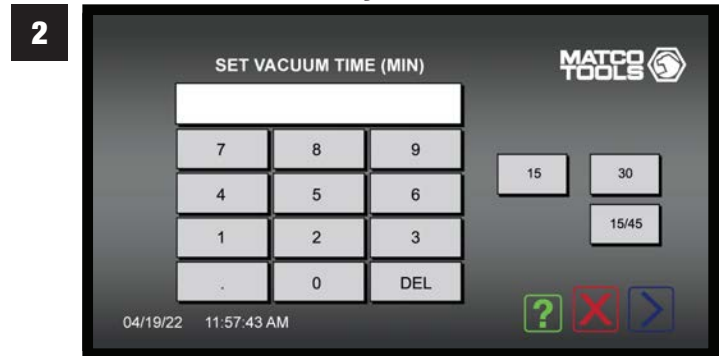 2
SET VACUUM TIME (MIN)
MATCO
TOOLS
7 8 9
4 5 6
1 2 3
. 0 DEL
15 30
15/45
?
04/19/22 11:57:43 AM